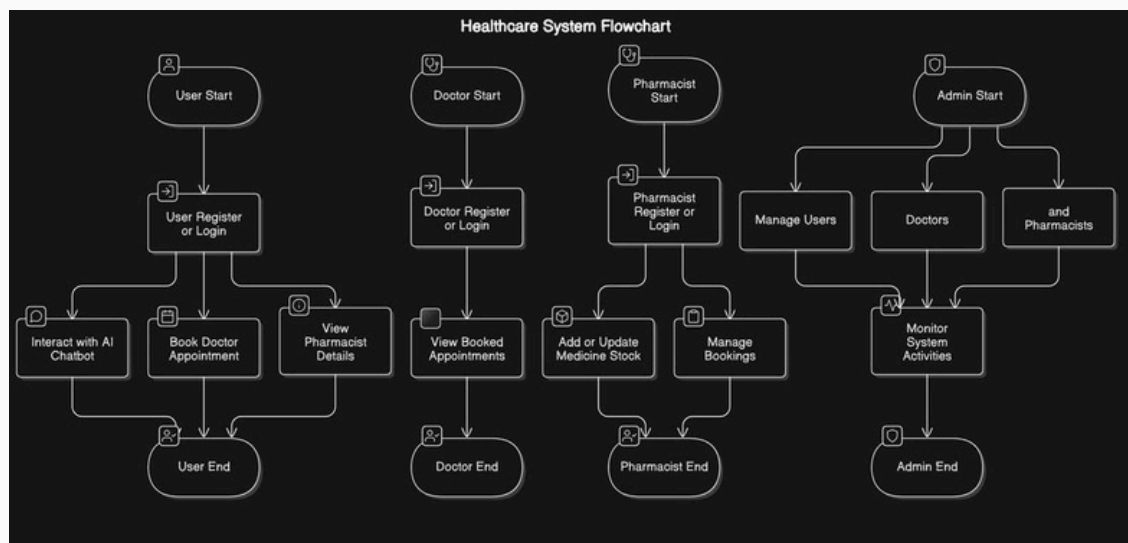 Healthcare System Flowchart
User Start
Doctor Start
Pharmacist
Start
Admin Start
User Register
or Login
Doctor Register
or Login
Pharmacist
Register or
Login
Manage Users
Doctors
and
Pharmacists
Interact with AI
Chatbot
Book Doctor
Appointment
View
Pharmacist
Details
View Booked
Appointments
Add or Update
Medicine Stock
Manage
Bookings
Monitor
System
Activities
User End
Doctor End
Pharmacist End
Admin End